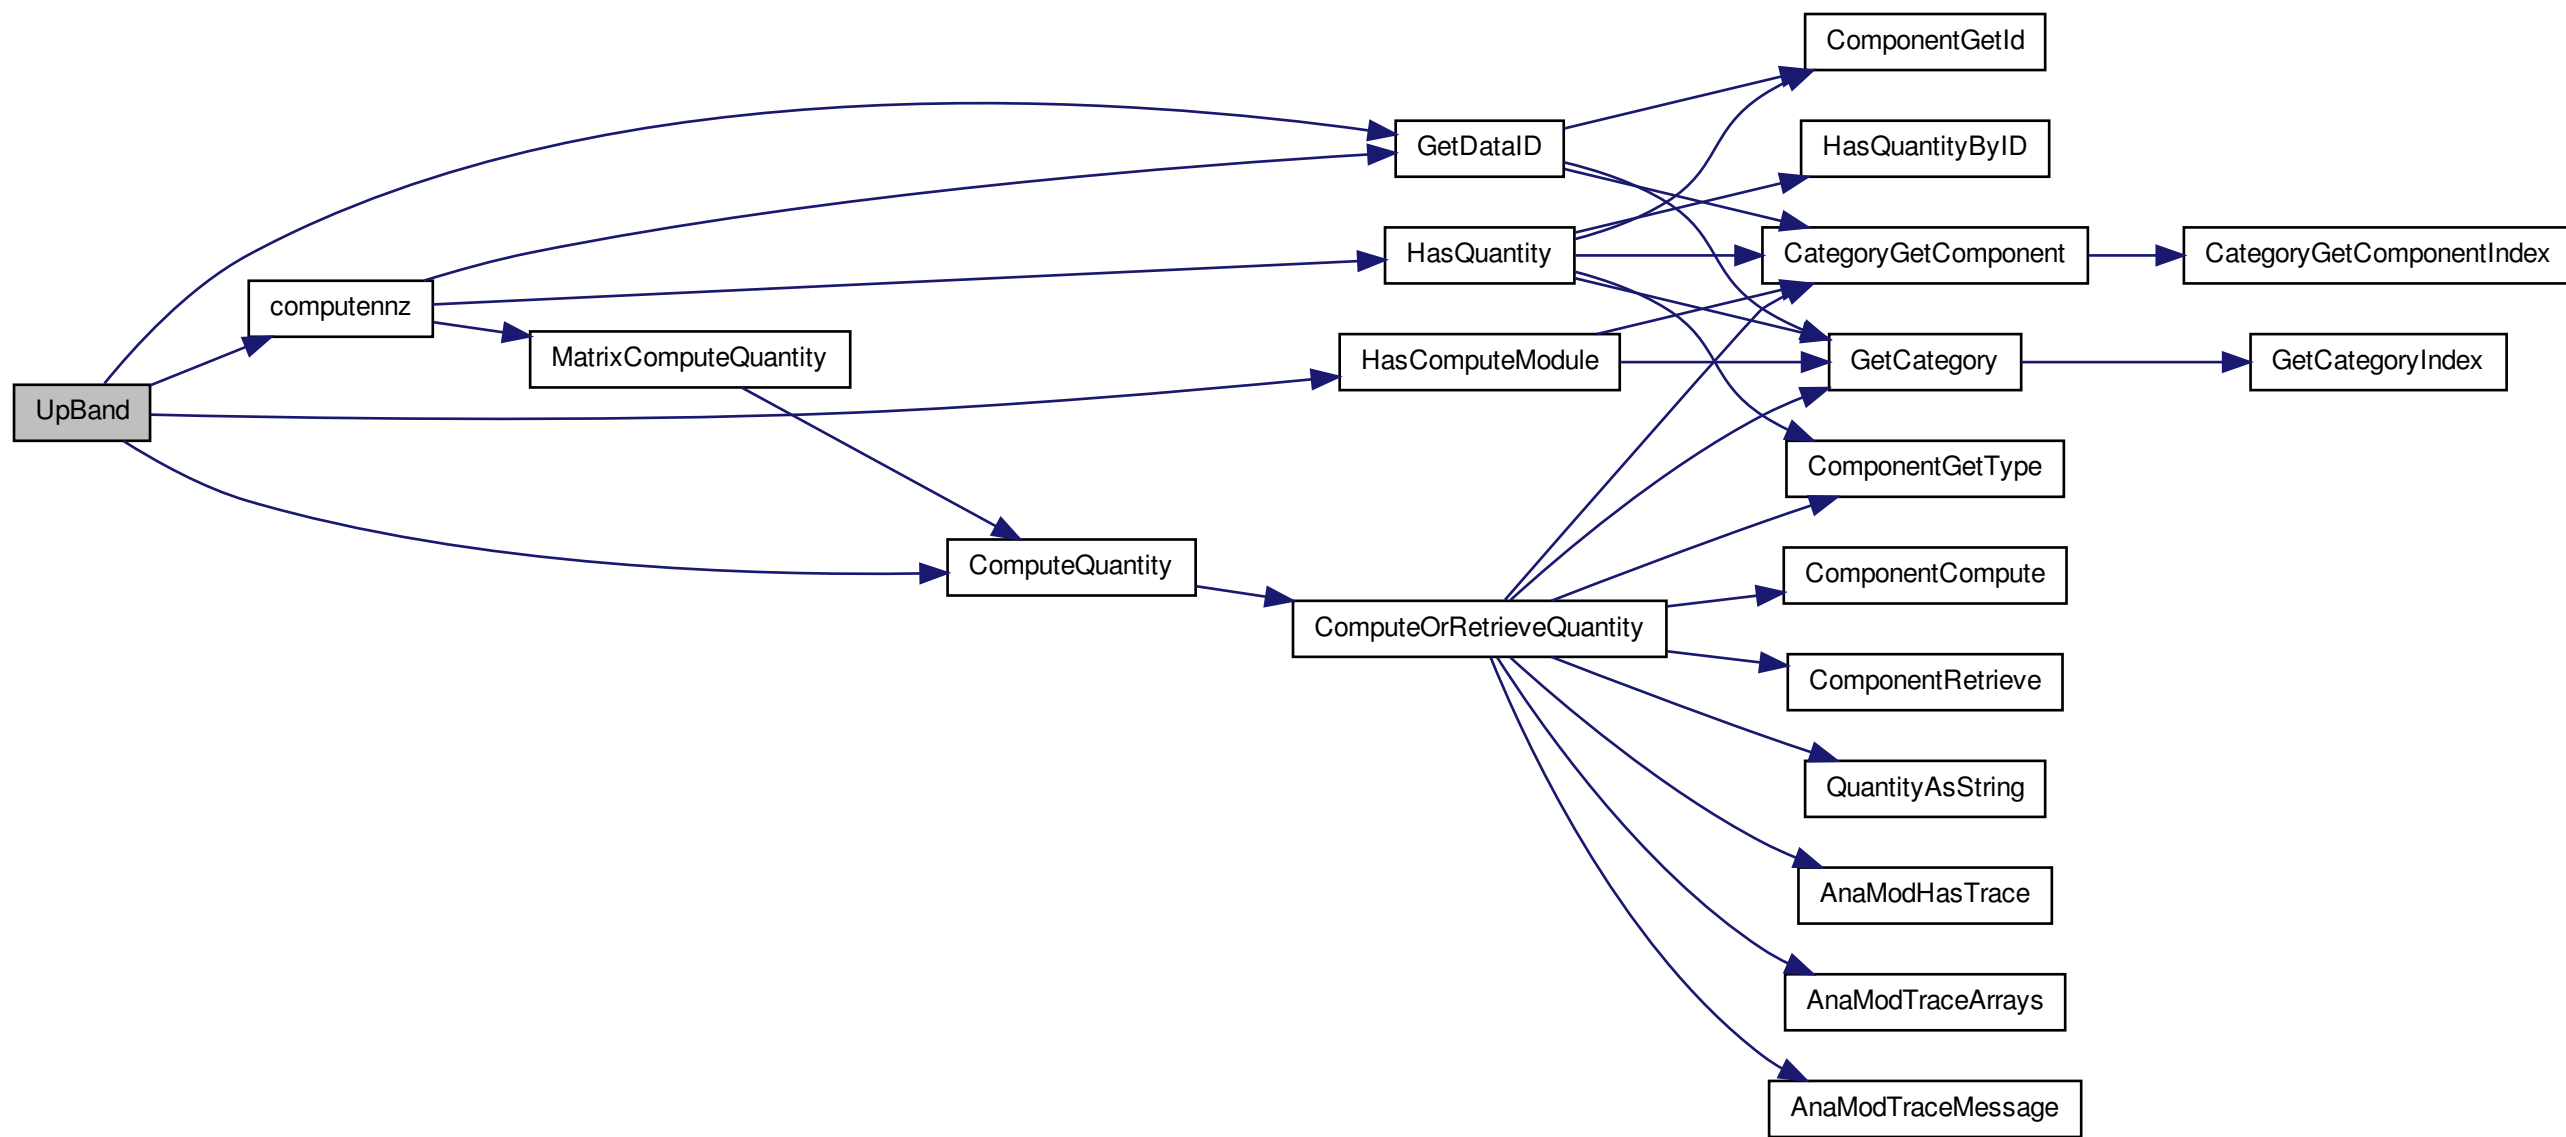 ComponentGetId
GetDataID
HasQuantityByID
HasQuantity
CategoryGetComponent
CategoryGetComponentIndex
computennz
MatrixComputeQuantity
HasComputeModule
GetCategory
GetCategoryIndex
UpBand
ComponentGetType
ComputeQuantity
ComponentCompute
ComputeOrRetrieveQuantity
ComponentRetrieve
QuantityAsString
AnaModHasTrace
AnaModTraceArrays
AnaModTraceMessage